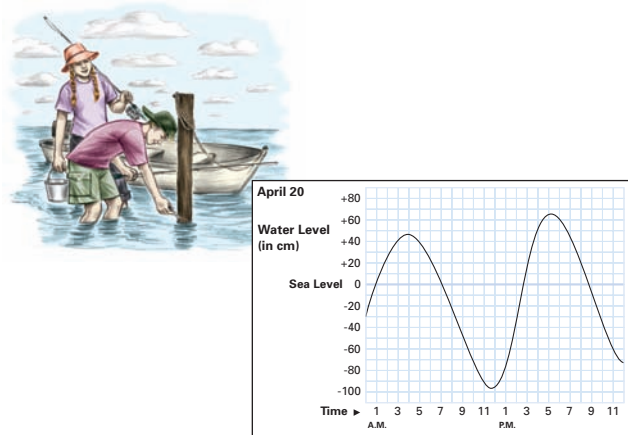 April 20
Water Level
(in cm)
+80
+60
+40
+20
Sea Level 0
-20
-40
-60
-80
-100
Time ► 1 3 5 7 9 11 1 3 5 7 9 11
A.M. P.M.